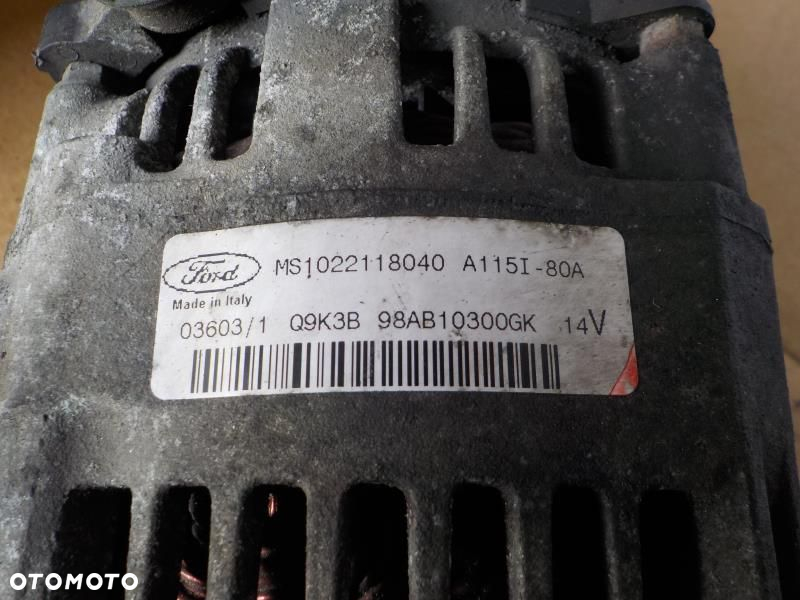 Ford MS1022118040 A115I-80A
Made in Italy
03603/1 Q9K3B 98AB10300GK 14V
OTOMOTO